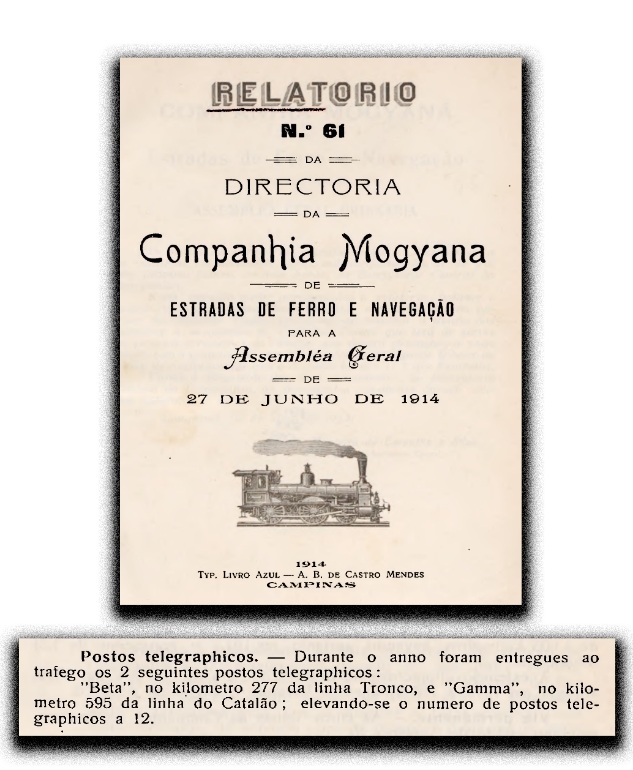 RELATORIO
N.º 61
DA
DIRECTORIA
DA
Companhia Mogyana
DE
ESTRADAS DE FERRO E NAVEGAÇÃO
PARA A
Assembléa Geral
DE
27 DE JUNHO DE 1914
1914
TYP. LIVRO AZUL — A. B. DE CASTRO MENDES
CAMPINAS
Postos telegraphicos. — Durante o anno foram entregues ao
trafego os 2 seguintes postos telegraphicos :
"Beta", no kilometro 277 da linha Tronco, e "Gamma", no kilo-
metro 595 da linha do Catalão ; elevando-se o numero de postos tele-
graphicos a 12.